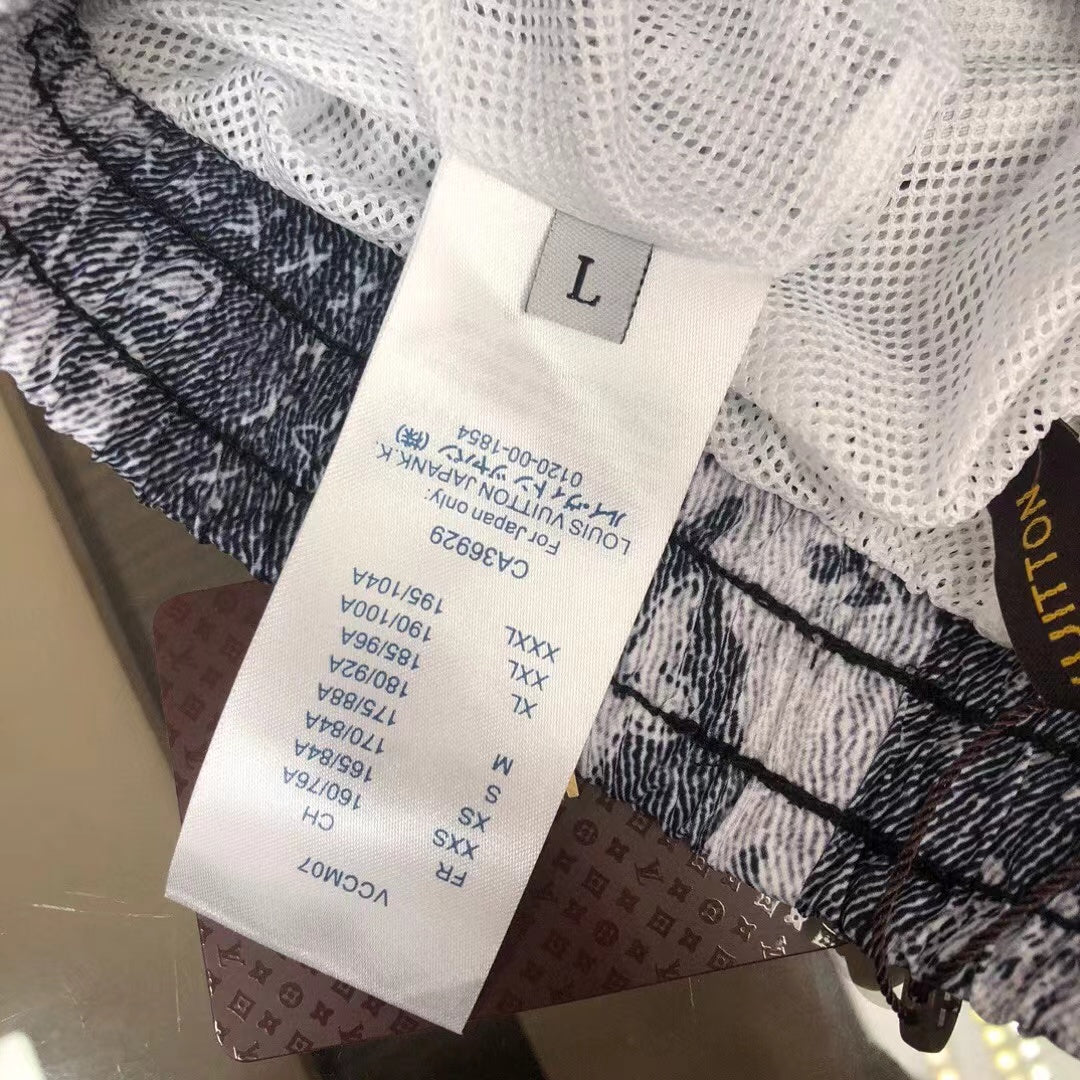 L
VCCM07
FR CH
XXS 160/76A
XS 165/84A
S 170/84A
M 175/88A
180/92A
XL 185/96A
XXL 190/100A
XXXL 195/104A
CA36929
For Japan only:
LOUIS VUITTON JAPANK.K.
ルイ.ヴィトン ジャパン (株)
0120-00-1854
UITTON